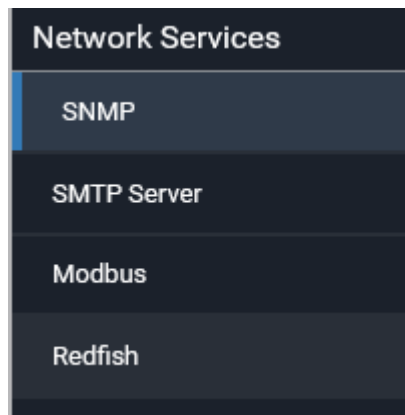 Network Services
SNMP
SMTP Server
Modbus
Redfish